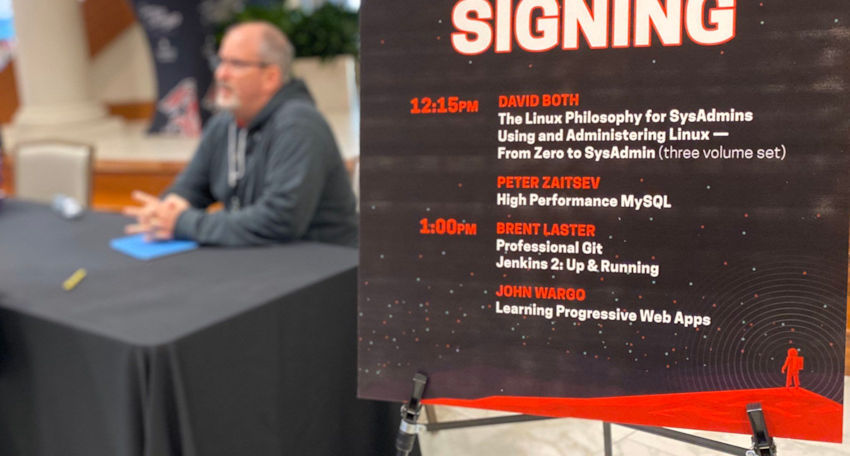 SIGNING
12:15PM DAVID BOTH
The Linux Philosophy for SysAdmins
Using and Administering Linux —
From Zero to SysAdmin (three volume set)
PETER ZAITSEV
High Performance MySQL
1:00PM BRENT LASTER
Professional Git
Jenkins 2: Up & Running
JOHN WARGO
Learning Progressive Web Apps